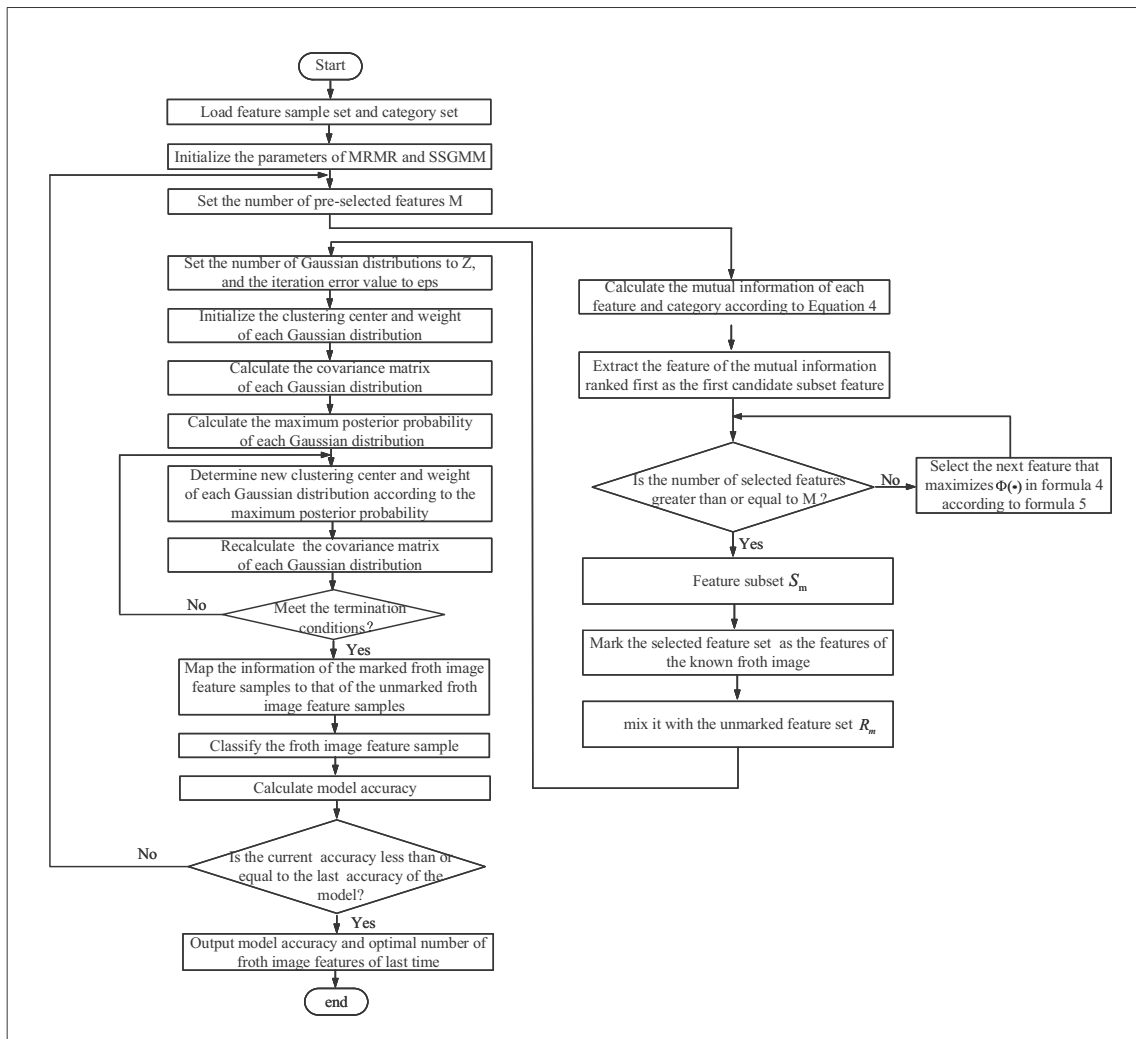 Start
Load feature sample set and category set
Initialize the parameters of MRMR and SSGMM
Set the number of pre-selected features M
Set the number of Gaussian distributions to Z,
and the iteration error value to eps
Initialize the clustering center and weight
of each Gaussian distribution
Calculate the covariance matrix
of each Gaussian distribution
Calculate the maximum posterior probability
of each Gaussian distribution
Determine new clustering center and weight
of each Gaussian distribution according to the
maximum posterior probability
Recalculate the covariance matrix
of each Gaussian distribution
No
Meet the termination
conditions?
Yes
Map the information of the marked froth image
feature samples to that of the unmarked froth
image feature samples
Classify the froth image feature sample
Calculate model accuracy
No
Is the current accuracy less than or
equal to the last accuracy of the
model?
Yes
Output model accuracy and optimal number of
froth image features of last time
end
Calculate the mutual information of each
feature and category according to Equation 4
Extract the feature of the mutual information
ranked first as the first candidate subset feature
Is the number of selected features
greater than or equal to M ?
No
Select the next feature that
maximizes Φ(•) in formula 4
according to formula 5
Yes
Feature subset Sm
Mark the selected feature set as the features of
the known froth image
mix it with the unmarked feature set Rm